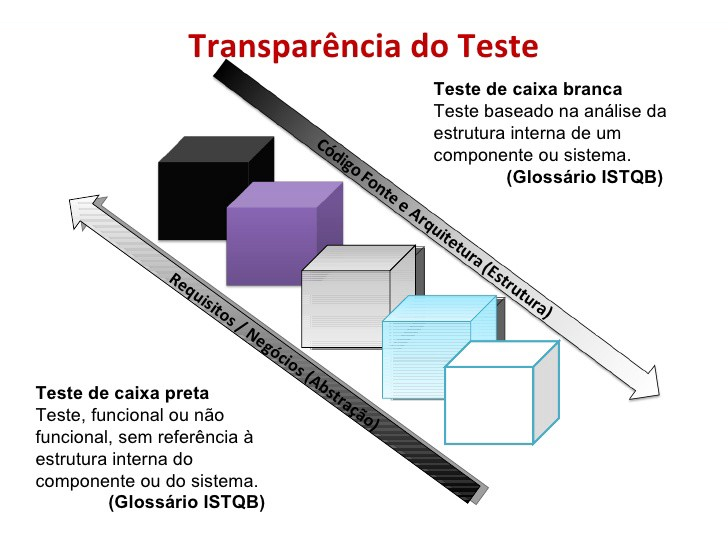 Transparência do Teste
Teste de caixa branca
Teste baseado na análise da
estrutura interna de um
componente ou sistema.
(Glossário ISTQB)
Código Fonte e Arquitetura (Estrutura)
Requisitos / Negócios (Abstração)
Teste de caixa preta
Teste, funcional ou não
funcional, sem referência à
estrutura interna do
componente ou do sistema.
(Glossário ISTQB)